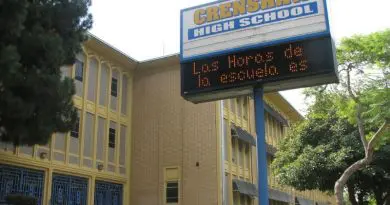 CRENSHAW
HIGH SCHOOL
Las Horas de
la escuela es